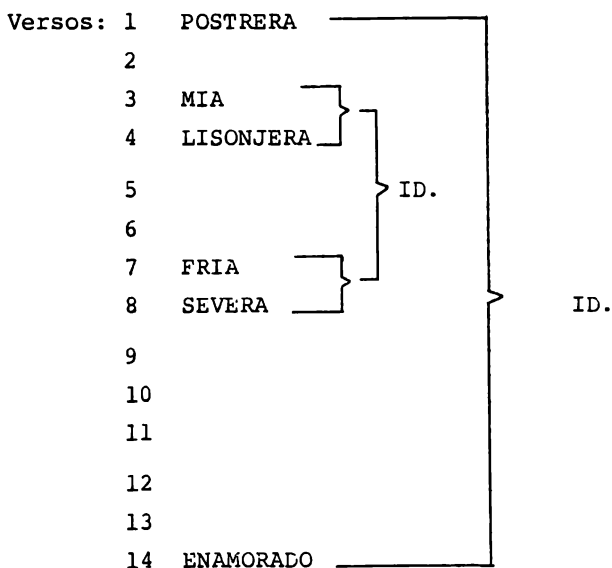 Versos: 1 POSTRERA
2
3 MIA
4 LISONJERA
5 ID.
6
7 FRIA
8 SEVERA ID.
9
10
11
12
13
14 ENAMORADO